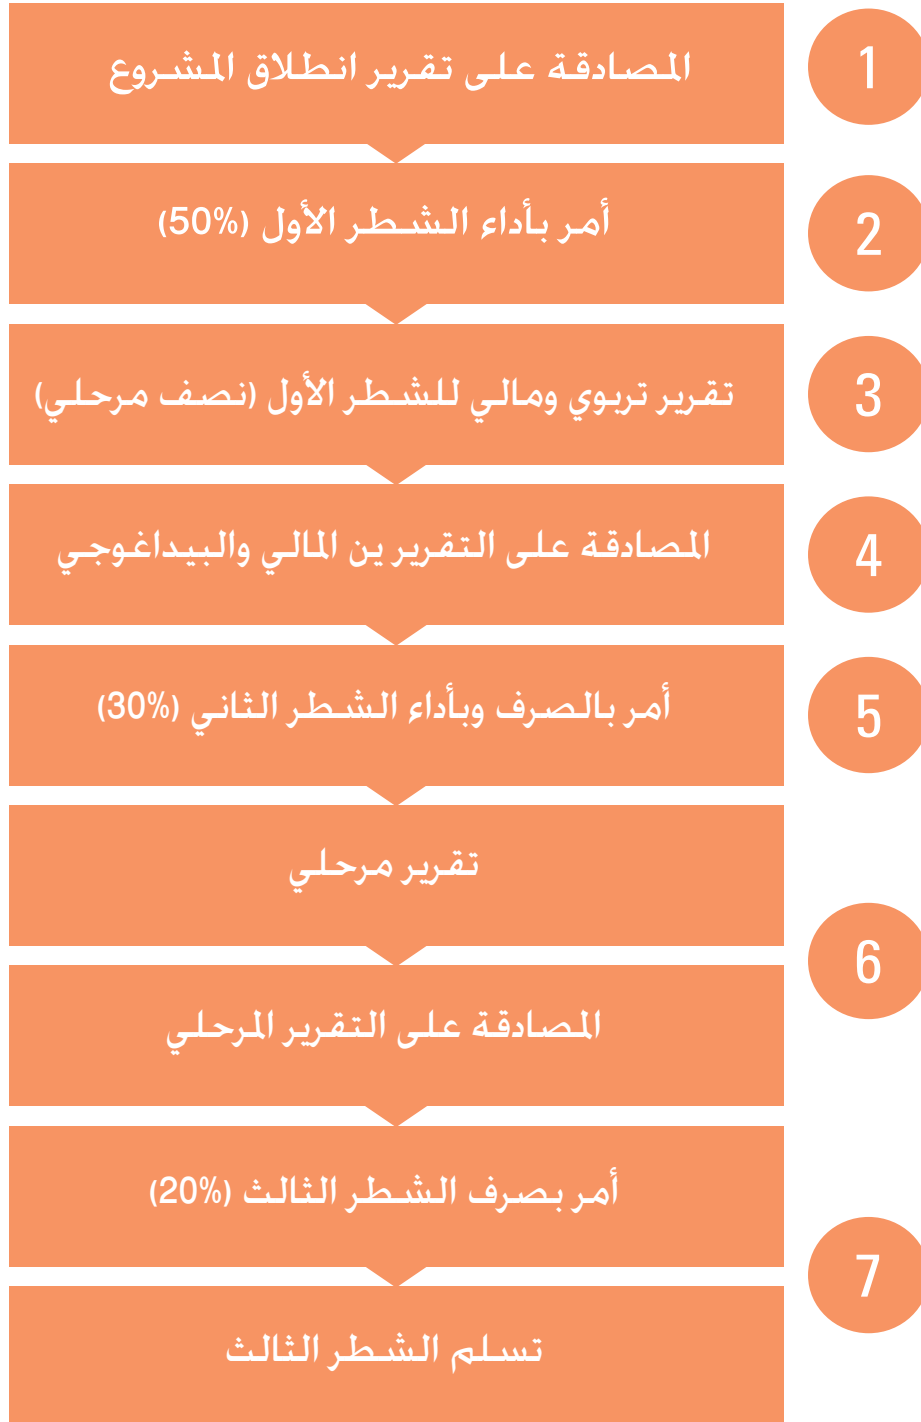 1
المصادقة على تقرير انطلاق المشروع
2
أمر بأداء الشطر الأول (50%)
3
تقرير تربوي ومالي للشطر الأول (نصف مرحلي)
4
المصادقة على التقرير ين المالي والبيداغوجي
5
أمر بالصرف وبأداء الشطر الثاني (30%)
6
تقرير مرحلي
المصادقة على التقرير المرحلي
7
أمر بصرف الشطر الثالث (20%)
تسلم الشطر الثالث